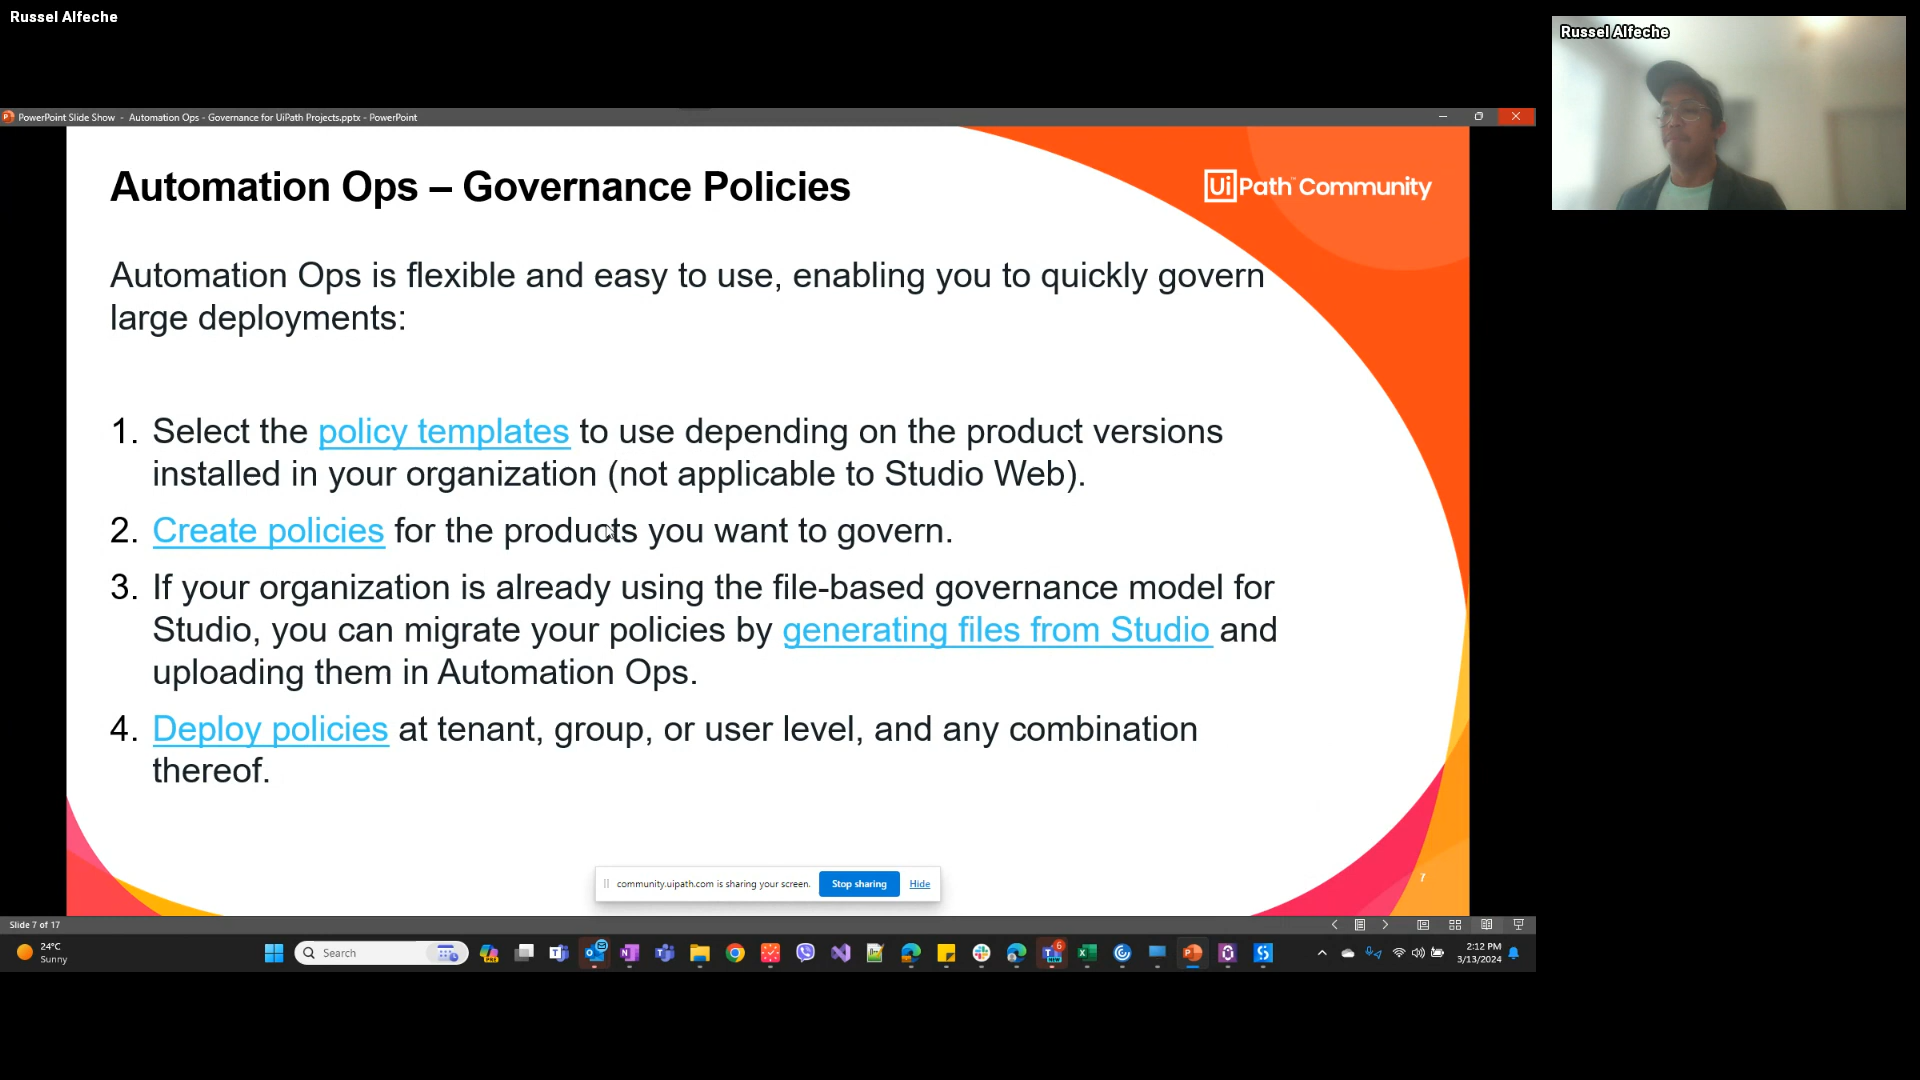 Russel Alfeche
Russel Alfeche
PowerPoint Slide Show - Automation Ops - Governance for UiPath Projects.pptx - PowerPoint
Automation Ops – Governance Policies
UiPath Community
Automation Ops is flexible and easy to use, enabling you to quickly govern
large deployments:
1. Select the policy templates to use depending on the product versions
installed in your organization (not applicable to Studio Web).
2. Create policies for the products you want to govern.
3. If your organization is already using the file-based governance model for
Studio, you can migrate your policies by generating files from Studio and
uploading them in Automation Ops.
4. Deploy policies at tenant, group, or user level, and any combination
thereof.
community.uipath.com is sharing your screen.
Stop sharing
Hide
7
Slide 7 of 17
24°C
Sunny
Search
6
2:12 PM
3/13/2024